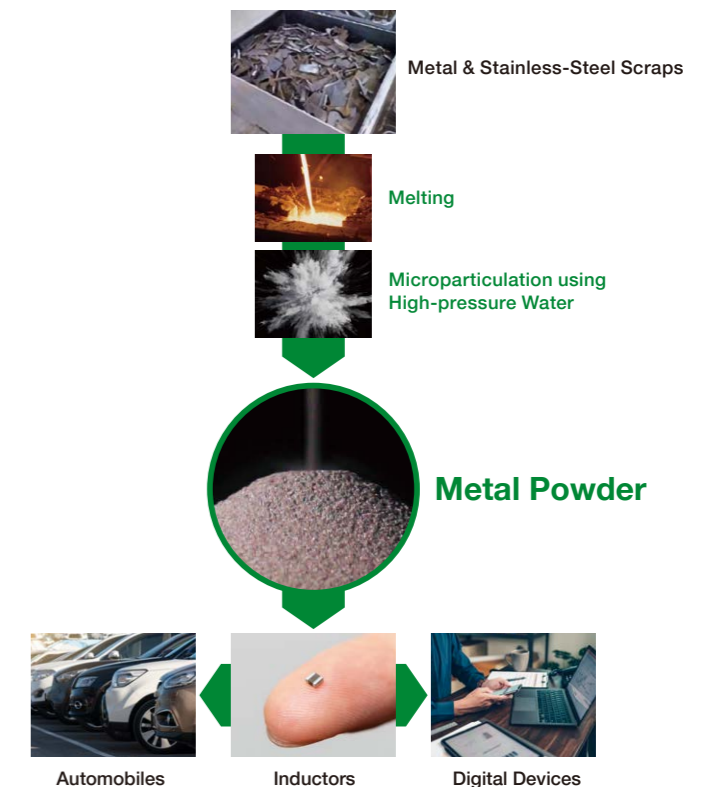 Metal & Stainless-Steel Scraps
Melting
Microparticulation using
High-pressure Water
Metal Powder
Automobiles
Inductors
Digital Devices